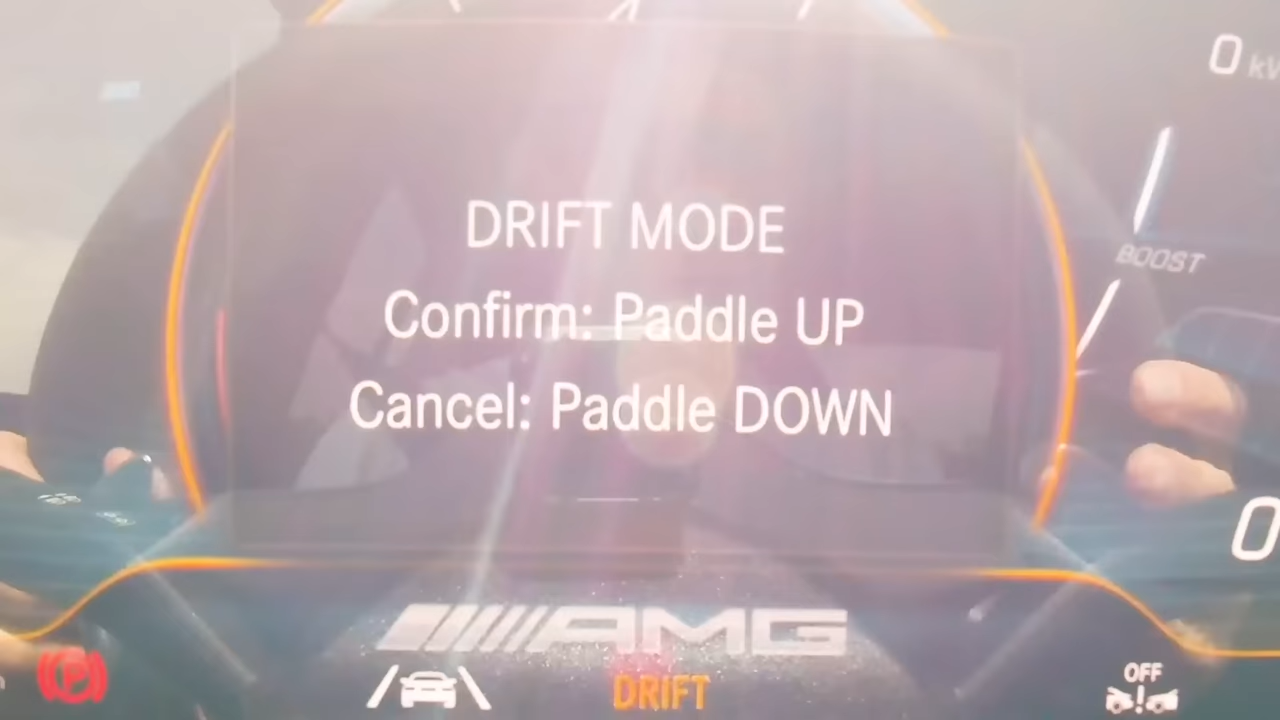 0 kW
DRIFT MODE
BOOST
Confirm: Paddle UP
Cancel: Paddle DOWN
0
AMG
OFF
P
DRIFT